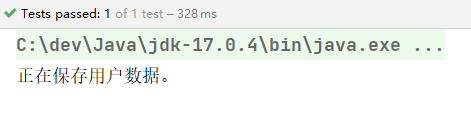 Tests passed: 1 of 1 test – 328 ms
C:\dev\Java\jdk-17.0.4\bin\java.exe ...
正在保存用户数据。